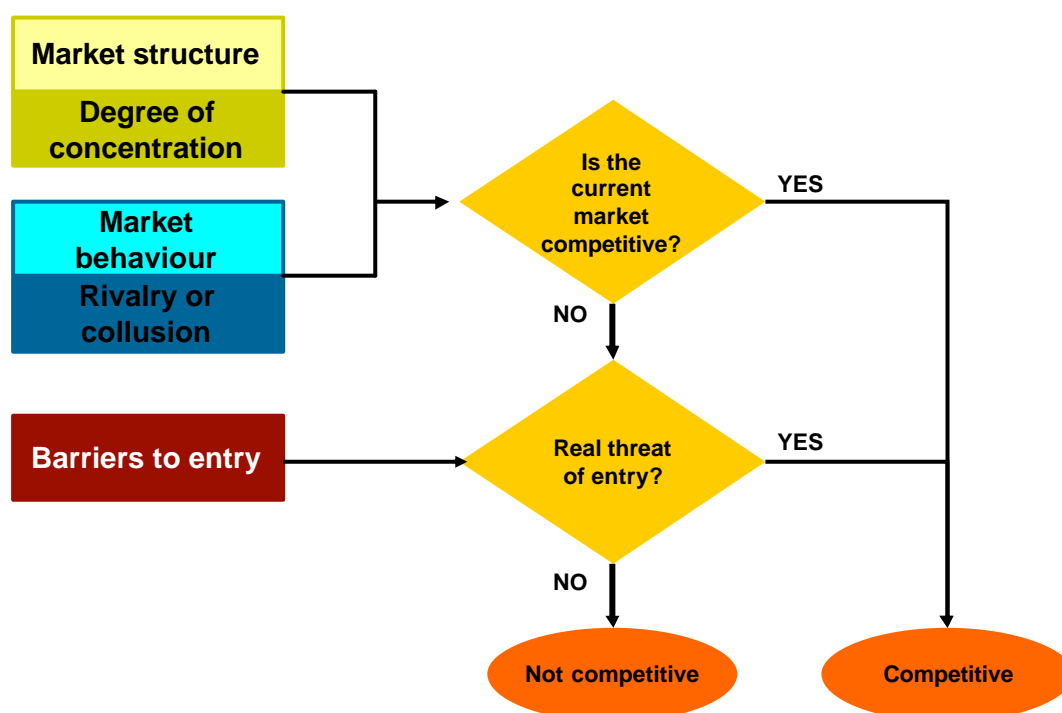 Market structure
Degree of
concentration
Market
behaviour
Rivalry or
collusion
Is the
current
market
competitive?
YES
NO
Barriers to entry
Real threat
of entry?
YES
NO
Not competitive
Competitive